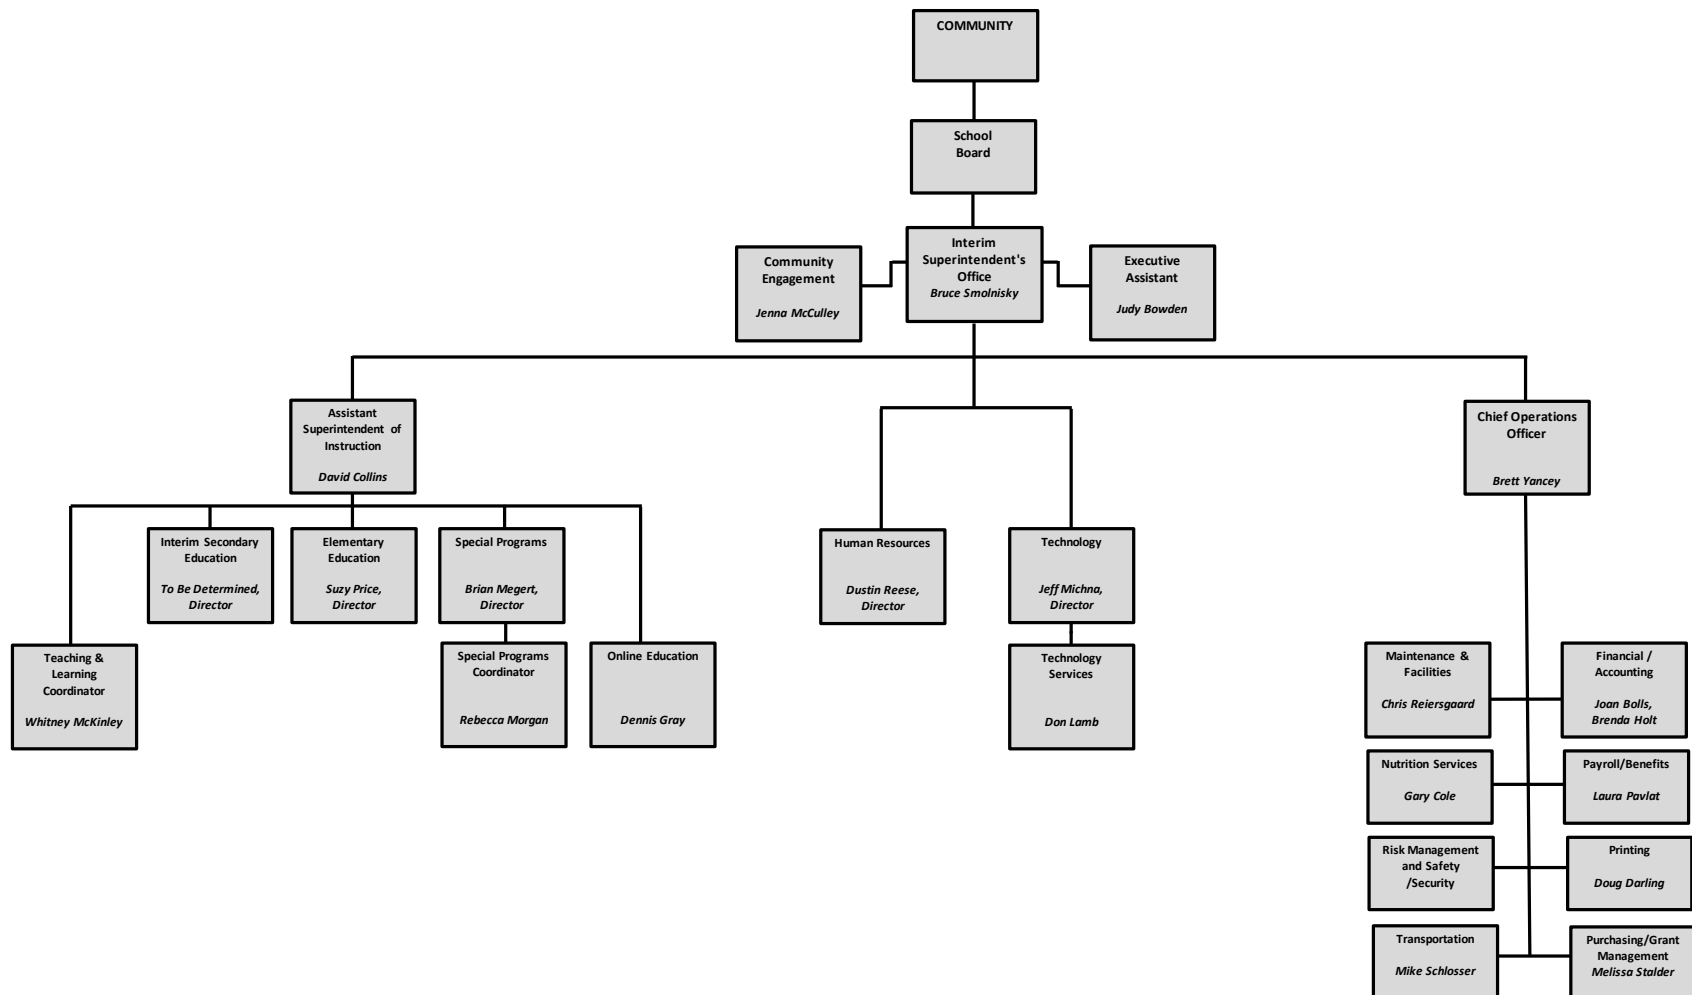 COMMUNITY
School
Board
Interim
Superintendent's
Office
Bruce Smolnisky
Community
Engagement
Jenna McCulley
Executive
Assistant
Judy Bowden
Assistant
Superintendent of
Instruction
David Collins
Chief Operations
Officer
Brett Yancey
Interim Secondary
Education
To Be Determined,
Director
Elementary
Education
Suzy Price,
Director
Special Programs
Brian Megert,
Director
Human Resources
Dustin Reese,
Director
Technology
Jeff Michna,
Director
Teaching &
Learning
Coordinator
Whitney McKinley
Special Programs
Coordinator
Rebecca Morgan
Online Education
Dennis Gray
Technology
Services
Don Lamb
Maintenance &
Facilities
Chris Reiersgaard
Financial /
Accounting
Joan Bolls,
Brenda Holt
Nutrition Services
Gary Cole
Payroll/Benefits
Laura Pavlat
Risk Management
and Safety
/Security
Printing
Doug Darling
Transportation
Mike Schlosser
Purchasing/Grant
Management
Melissa Stalder